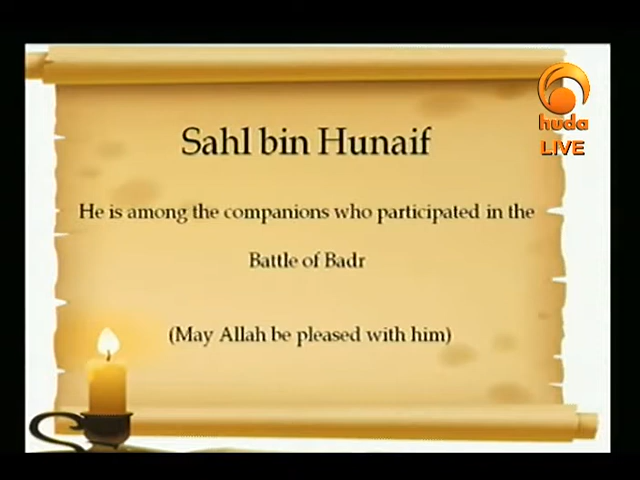 huda
LIVE
Sahl bin Hunaif
He is among the companions who participated in the
Battle of Badr
(May Allah be pleased with him)